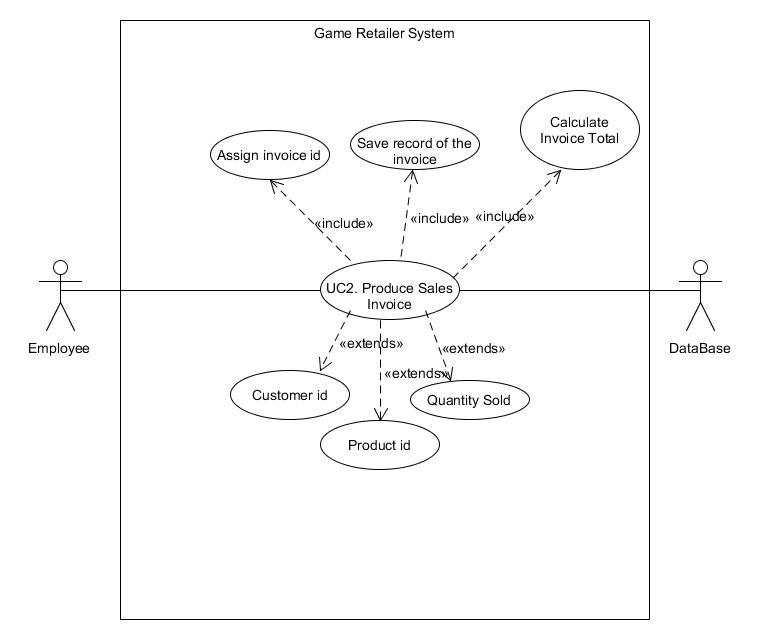 Game Retailer System
Calculate
Invoice Total
Save record of the
invoice
Assign invoice id
«include»
«include»
«include»
UC2. Produce Sales
Invoice
Employee
DataBase
«extends»
«extends»
«extends»
Customer id
Quantity Sold
Product id